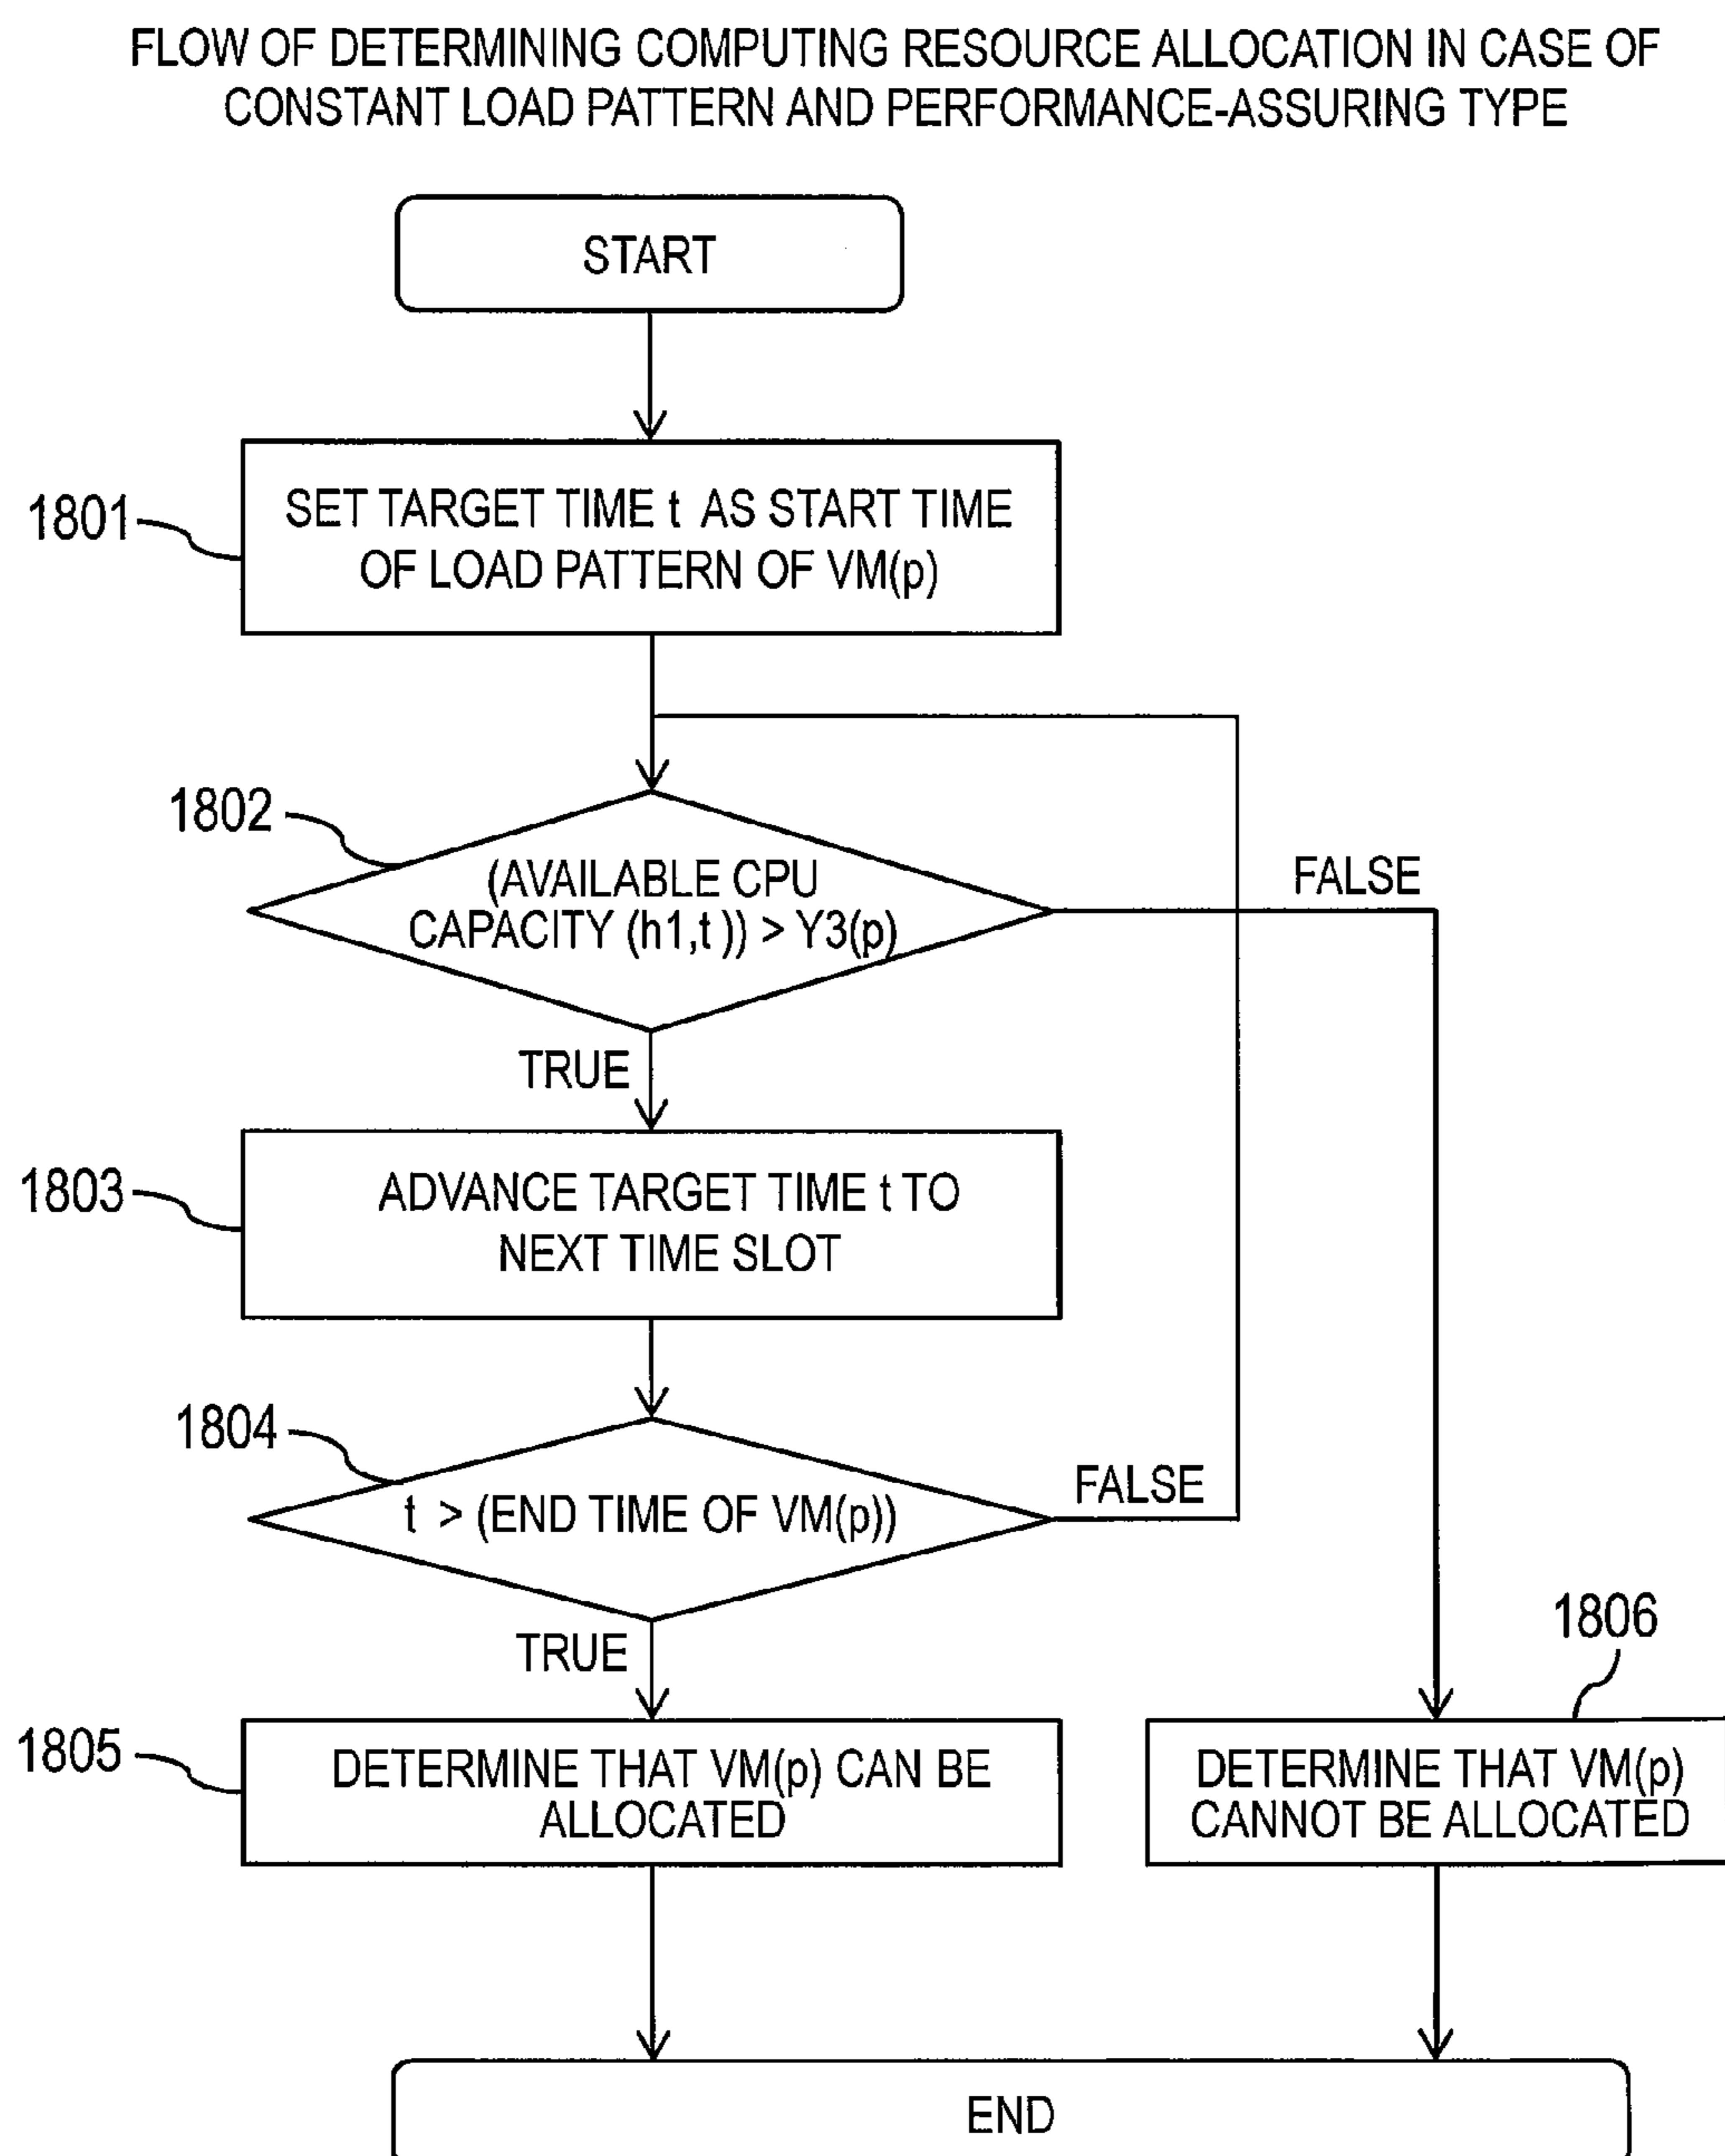 FLOW OF DETERMINING COMPUTING RESOURCE ALLOCATION IN CASE OF
CONSTANT LOAD PATTERN AND PERFORMANCE-ASSURING TYPE
START
1801
SET TARGET TIME t AS START TIME
OF LOAD PATTERN OF VM(p)
1802
(AVAILABLE CPU
CAPACITY (h1,t )) > Y3(p)
FALSE
TRUE
1803
ADVANCE TARGET TIME t TO
NEXT TIME SLOT
1804
t > (END TIME OF VM(p))
FALSE
TRUE
1805
DETERMINE THAT VM(p) CAN BE
ALLOCATED
1806
DETERMINE THAT VM(p)
CANNOT BE ALLOCATED
END